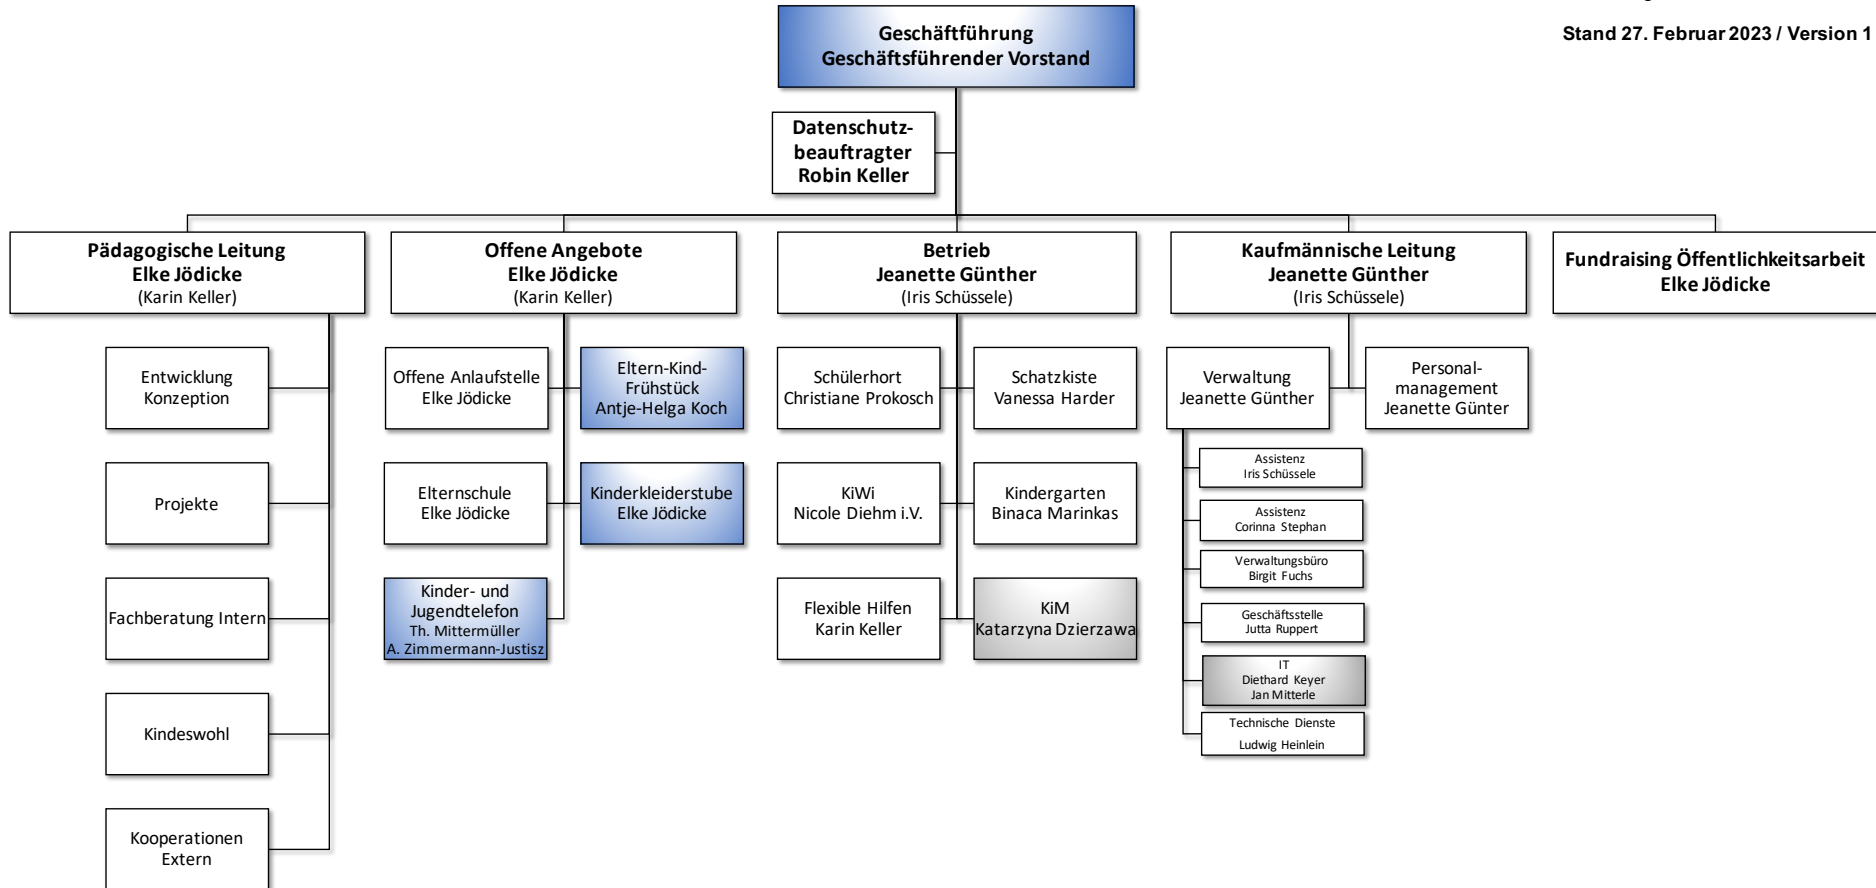 Stand 27. Februar 2023 / Version 1
Geschäftführung
Geschäftsführender Vorstand
Datenschutz-
beauftragter
Robin Keller
Pädagogische Leitung
Elke Jödicke
(Karin Keller)
Offene Angebote
Elke Jödicke
(Karin Keller)
Betrieb
Jeanette Günther
(Iris Schüssele)
Kaufmännische Leitung
Jeanette Günther
(Iris Schüssele)
Fundraising Öffentlichkeitsarbeit
Elke Jödicke
Entwicklung
Konzeption
Projekte
Fachberatung Intern
Kindeswohl
Kooperationen
Extern
Offene Anlaufstelle
Elke Jödicke
Eltern-Kind-
Frühstück
Antje-Helga Koch
Elternschule
Elke Jödicke
Kinderkleiderstube
Elke Jödicke
Kinder- und
Jugendtelefon
Th. Mittermüller
A. Zimmermann-Justisz
Schülerhort
Christiane Prokosch
Schatzkiste
Vanessa Harder
KiWi
Nicole Diehm i.V.
Kindergarten
Binaca Marinkas
Flexible Hilfen
Karin Keller
KiM
Katarzyna Dzierzawa
Verwaltung
Jeanette Günther
Personal-
management
Jeanette Günter
Assistenz
Iris Schüssele
Assistenz
Corinna Stephan
Verwaltungsbüro
Birgit Fuchs
Geschäftsstelle
Jutta Ruppert
IT
Diethard Keyer
Jan Mitterle
Technische Dienste
Ludwig Heinlein